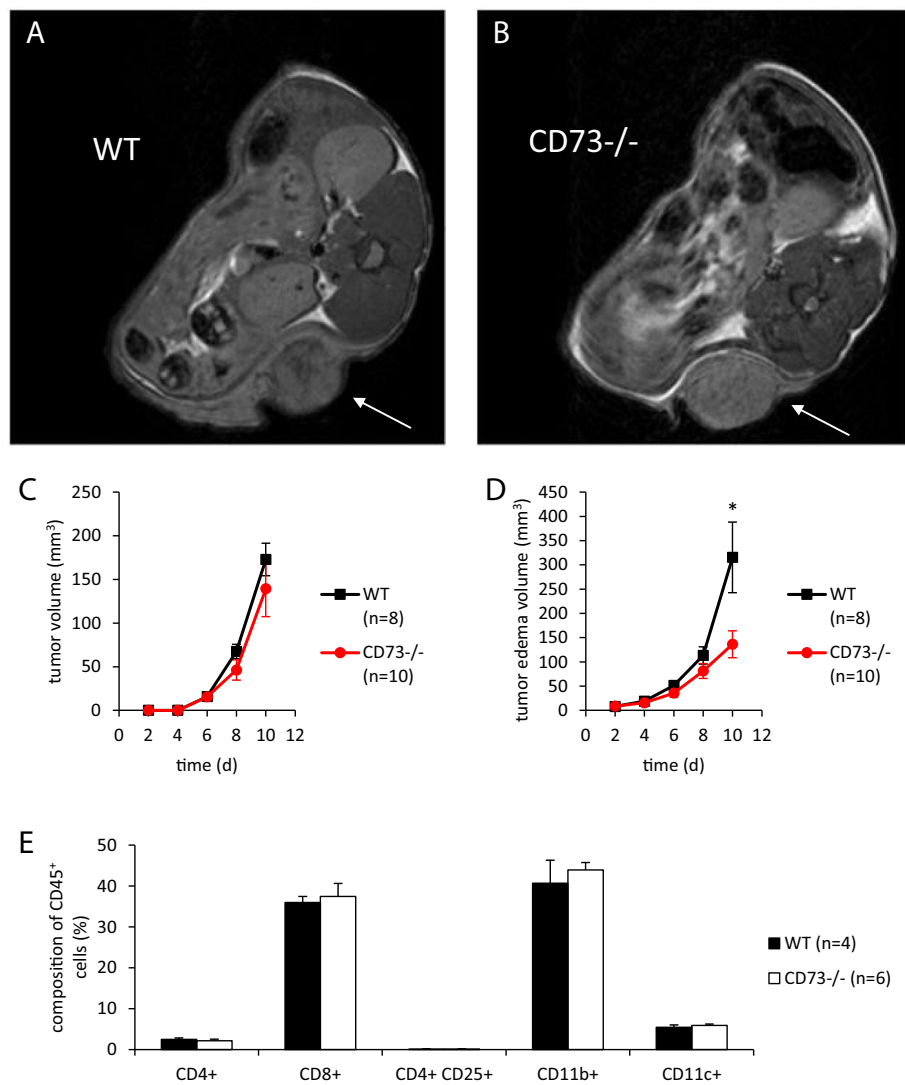 A
B
WT
CD73-/-
C
tumor volume (mm³)
250
200
150
100
50
0
0 2 4 6 8 10 12
time (d)
WT
(n=8)
CD73-/-
(n=10)
D
tumor edema volume (mm³)
450
400
350
300
250
200
150
100
50
0
*
0 2 4 6 8 10 12
time (d)
WT
(n=8)
CD73-/-
(n=10)
E
composition of CD45⁺
cells (%)
50
40
30
20
10
0
CD4+ CD8+ CD4+ CD25+ CD11b+ CD11c+
WT (n=4)
CD73-/- (n=6)